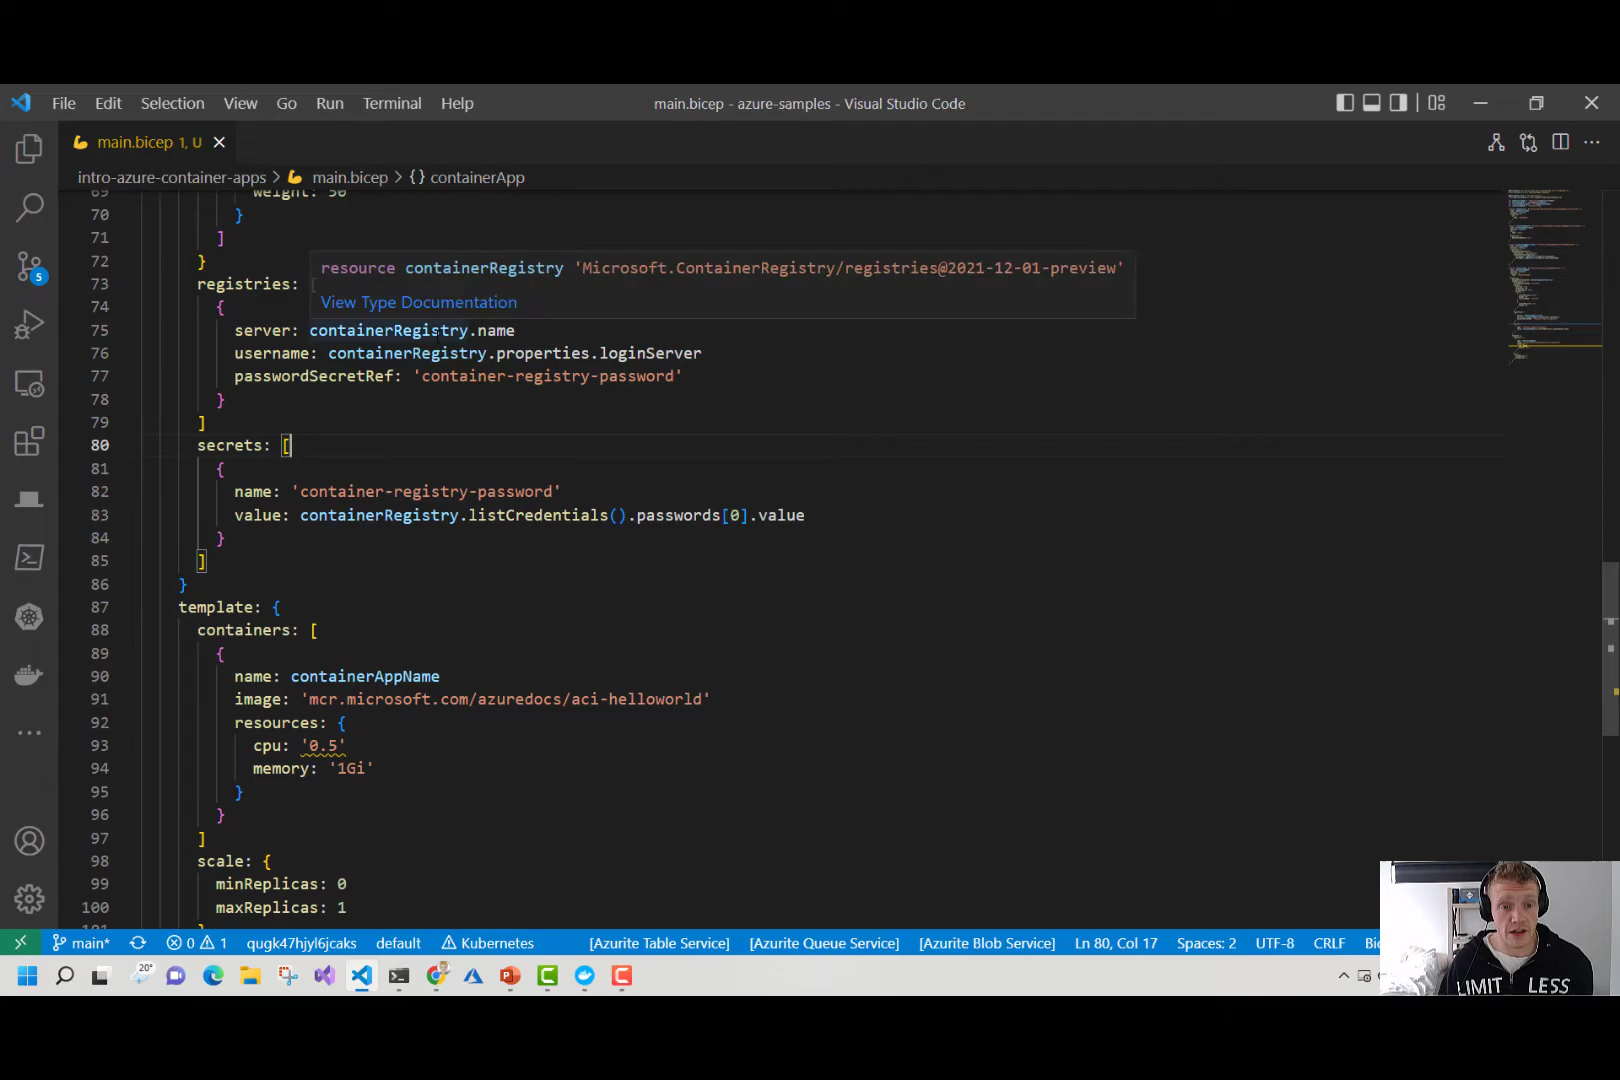 File Edit Selection View Go Run Terminal Help
main.bicep - azure-samples - Visual Studio Code
main.bicep 1, U
intro-azure-container-apps > main.bicep > {} containerApp
69 weight: 50
70 }
71 ]
72 }
resource containerRegistry 'Microsoft.ContainerRegistry/registries@2021-12-01-preview'
73 registries: [
View Type Documentation
74 {
75 server: containerRegistry.name
76 username: containerRegistry.properties.loginServer
77 passwordSecretRef: 'container-registry-password'
78 }
79 ]
80 secrets: [
81 {
82 name: 'container-registry-password'
83 value: containerRegistry.listCredentials().passwords[0].value
84 }
85 ]
86 }
87 template: {
88 containers: [
89 {
90 name: containerAppName
91 image: 'mcr.microsoft.com/azuredocs/aci-helloworld'
92 resources: {
93 cpu: '0.5'
94 memory: '1Gi'
95 }
96 }
97 ]
98 scale: {
99 minReplicas: 0
100 maxReplicas: 1
101 }
5
main* 0 1 qugk47hjyl6jcaks default Kubernetes [Azurite Table Service] [Azurite Queue Service] [Azurite Blob Service] Ln 80, Col 17 Spaces: 2 UTF-8 CRLF
20°
LIMIT LESS